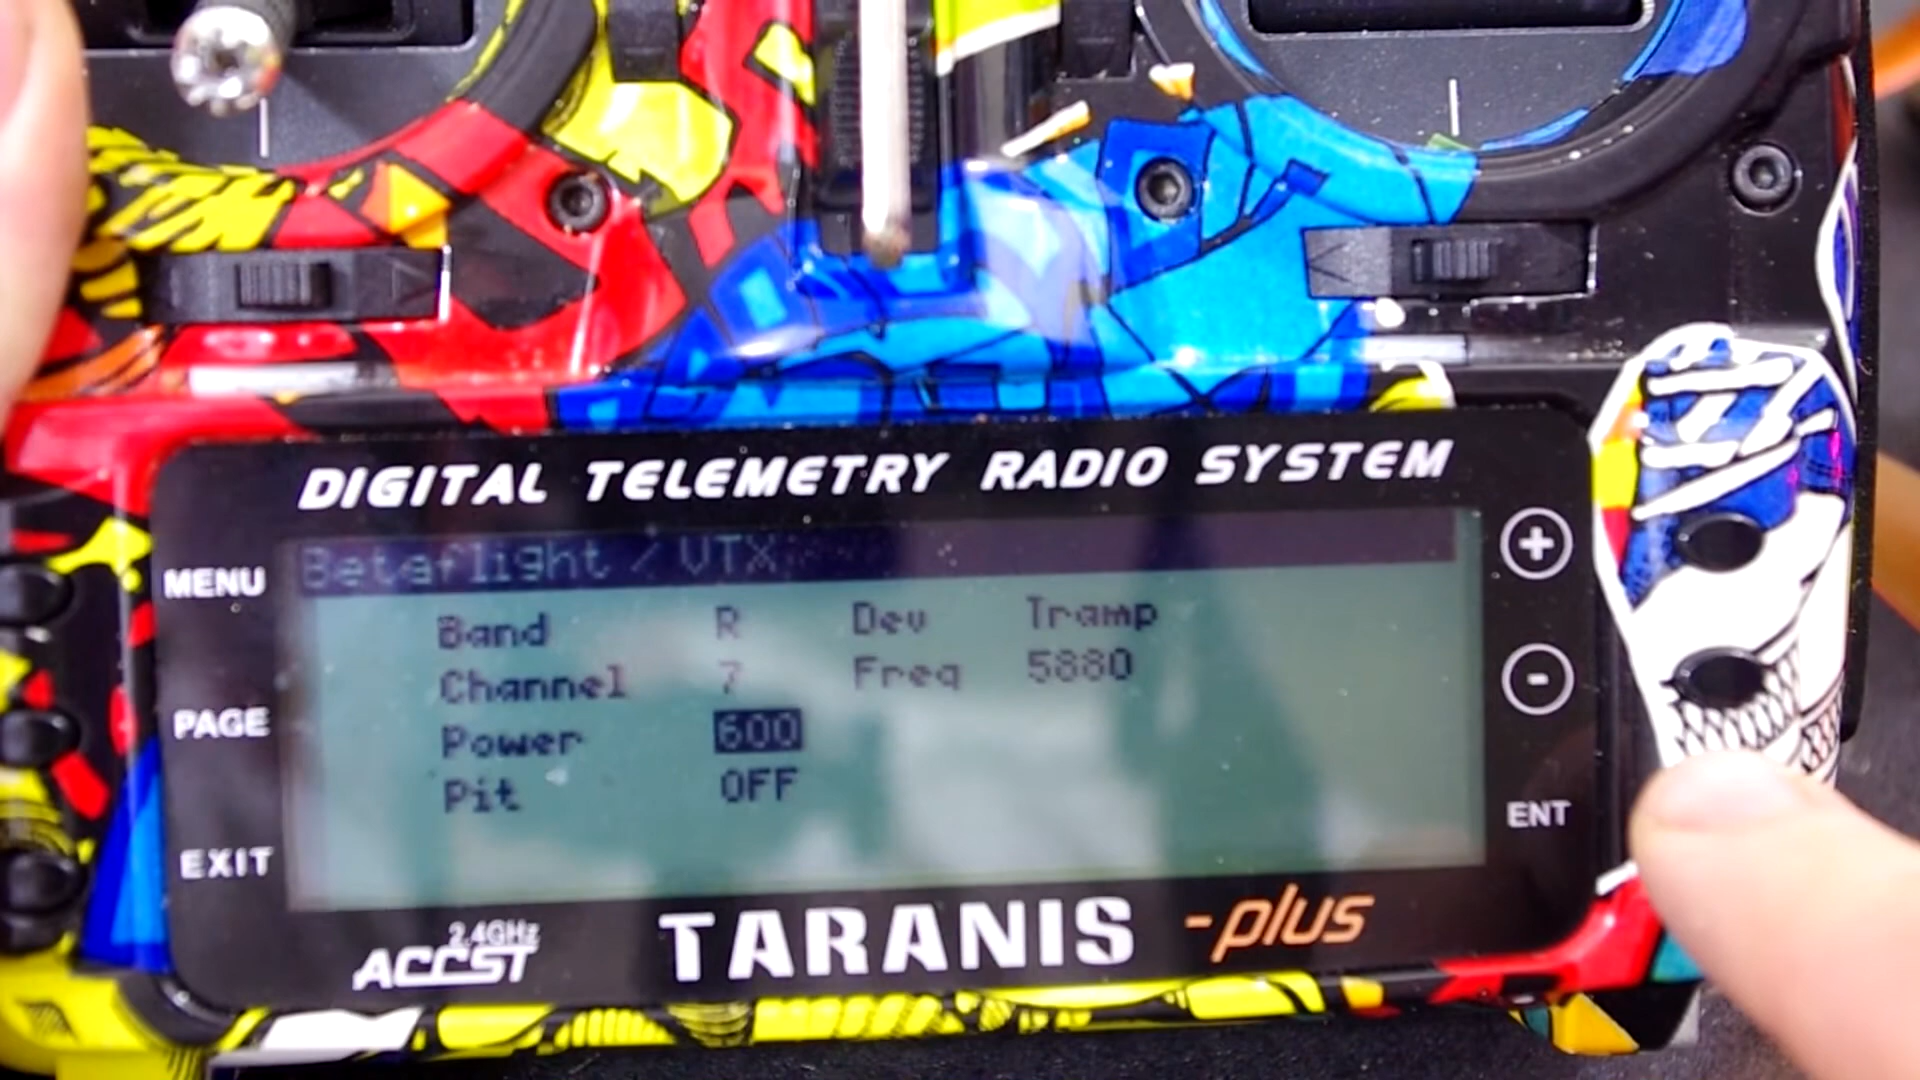 DIGITAL TELEMETRY RADIO SYSTEM
Betaflight / VTX
Band R Dev Tramp
Channel 7 Freq 5880
Power 600
Pit OFF
MENU
PAGE
EXIT
+
-
ENT
2.4GHz
ACCST
TARANIS -plus